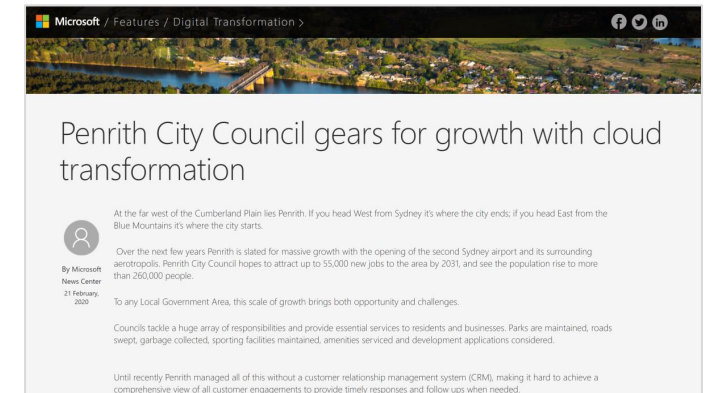 Microsoft / Features / Digital Transformation >
Penrith City Council gears for growth with cloud
transformation
At the far west of the Cumberland Plain lies Penrith. If you head West from Sydney it's where the city ends; if you head East from the
Blue Mountains it's where the city starts.
Over the next few years Penrith is slated for massive growth with the opening of the second Sydney airport and its surrounding
aerotropolis. Penrith City Council hopes to attract up to 55,000 new jobs to the area by 2031, and see the population rise to more
than 260,000 people.
By Microsoft
News Center
21 February,
2020
To any Local Government Area, this scale of growth brings both opportunity and challenges.
Councils tackle a huge array of responsibilities and provide essential services to residents and businesses. Parks are maintained, roads
swept, garbage collected, sporting facilities maintained, amenities serviced and development applications considered.
Until recently Penrith managed all of this without a customer relationship management system (CRM), making it hard to achieve a
comprehensive view of all customer engagements to provide timely responses and follow ups when needed.